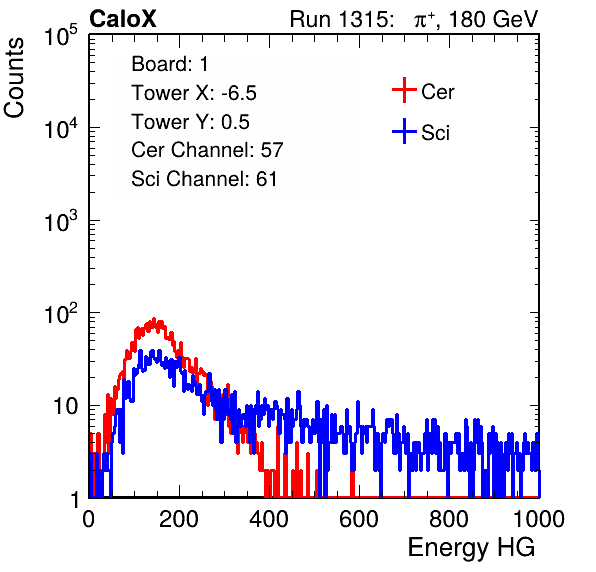 CaloX Run 1315: π⁺, 180 GeV
Counts
10⁵
10⁴
10³
10²
10
1
Board: 1
Tower X: -6.5
Tower Y: 0.5
Cer Channel: 57
Sci Channel: 61
Cer
Sci
0 200 400 600 800 1000
Energy HG